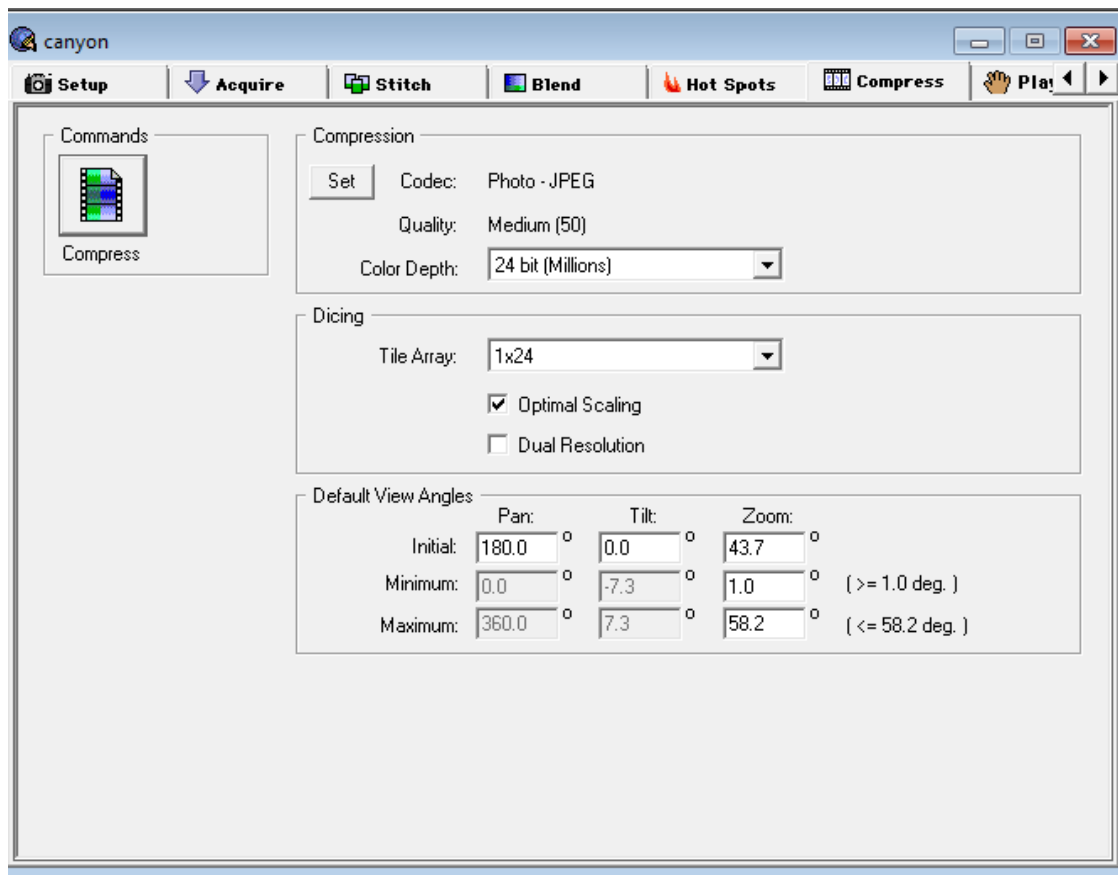 canyon
Setup Acquire Stitch Blend Hot Spots Compress
Commands
Compress
Compression
Set Codec: Photo - JPEG
Quality: Medium (50)
Color Depth: 24 bit (Millions)
Dicing
Tile Array: 1x24
Optimal Scaling
Dual Resolution
Default View Angles
Pan: Tilt: Zoom:
Initial: 180.0 ° 0.0 ° 43.7 °
Minimum: 0.0 ° -7.3 ° 1.0 ° ( >= 1.0 deg. )
Maximum: 360.0 ° 7.3 ° 58.2 ° ( <= 58.2 deg. )